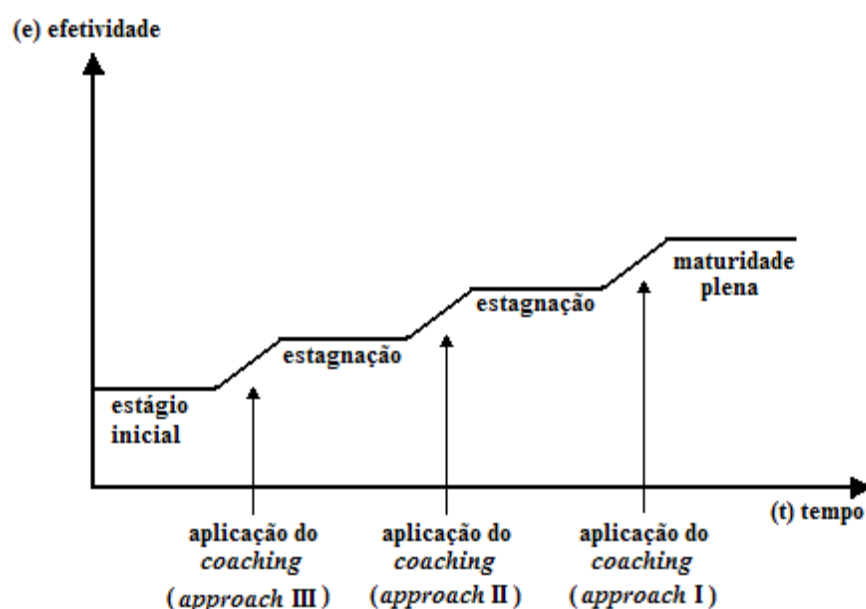 (e) efetividade
maturidade
plena
estagnação
estagnação
estágio
inicial
(t) tempo
aplicação do
coaching
(approach III)
aplicação do
coaching
(approach II)
aplicação do
coaching
(approach I)